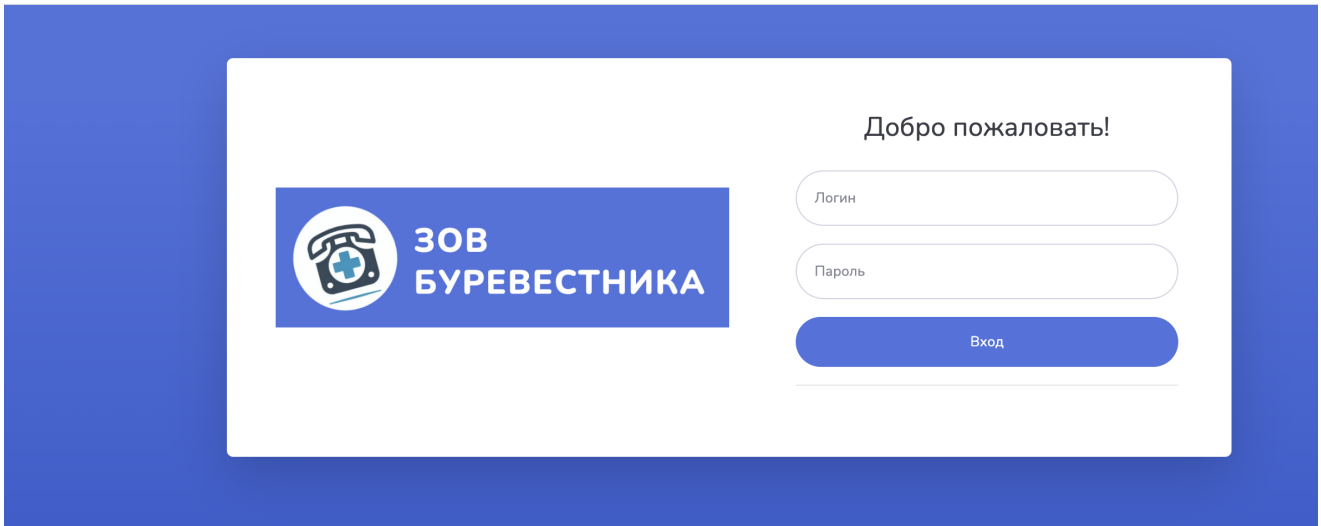 ЗОВ
БУРЕВЕСТНИКА
Добро пожаловать!
Логин
Пароль
Вход